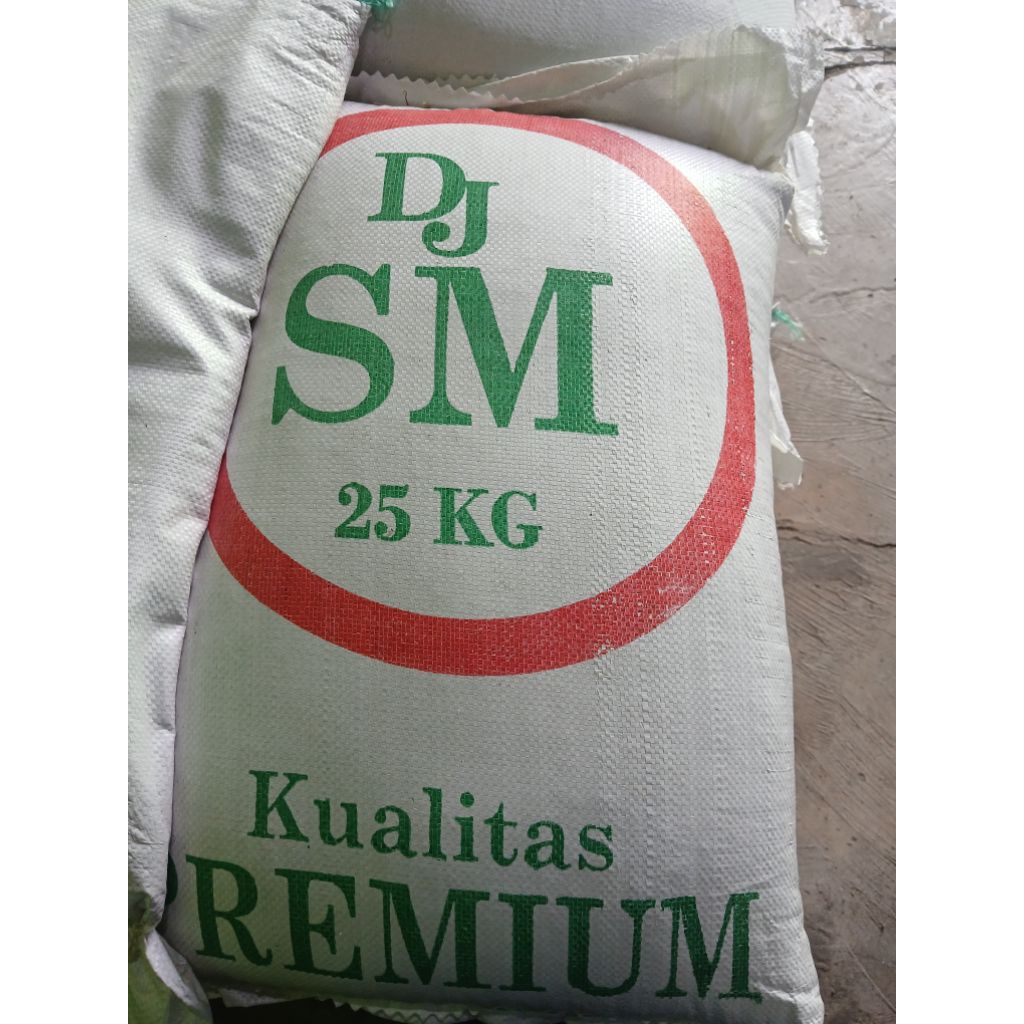 DJ
SM
25 KG
Kualitas
PREMIUM